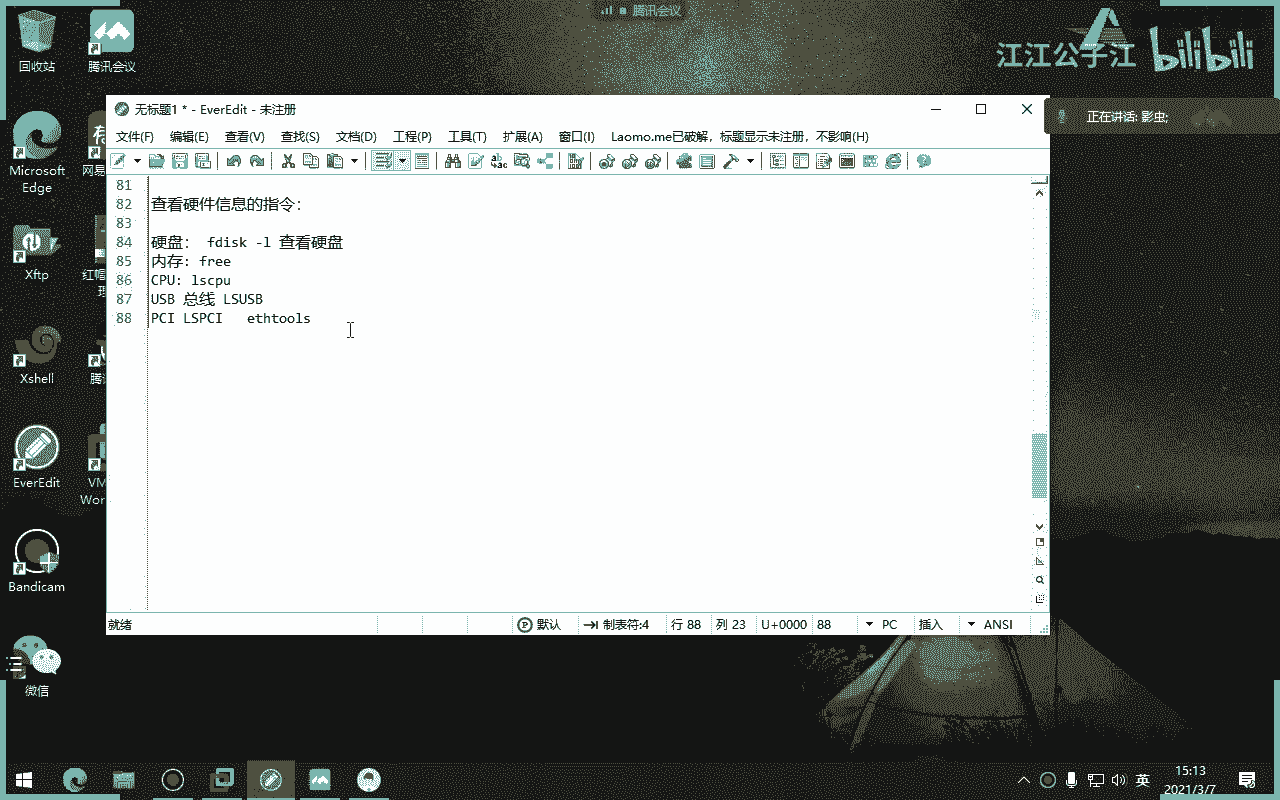 腾讯会议
江江公子江 bilibili
正在讲话: 影虫;
回收站
腾讯会议
Microsoft Edge
Xftp
Xshell
EverEdit
Bandicam
微信
无标题1 * - EverEdit - 未注册
文件(F) 编辑(E) 查看(V) 查找(S) 文档(D) 工程(P) 工具(T) 扩展(A) 窗口(I) Laomo.me已破解，标题显示未注册，不影响(H)
81
82 查看硬件信息的指令：
83
84 硬盘： fdisk -l 查看硬盘
85 内存：free
86 CPU：lscpu
87 USB 总线 LSUSB
88 PCI LSPCI ethtools
就绪 默认 制表符:4 行 88 列 23 U+0000 88 PC 插入 ANSI
英
15:13
2021/3/7